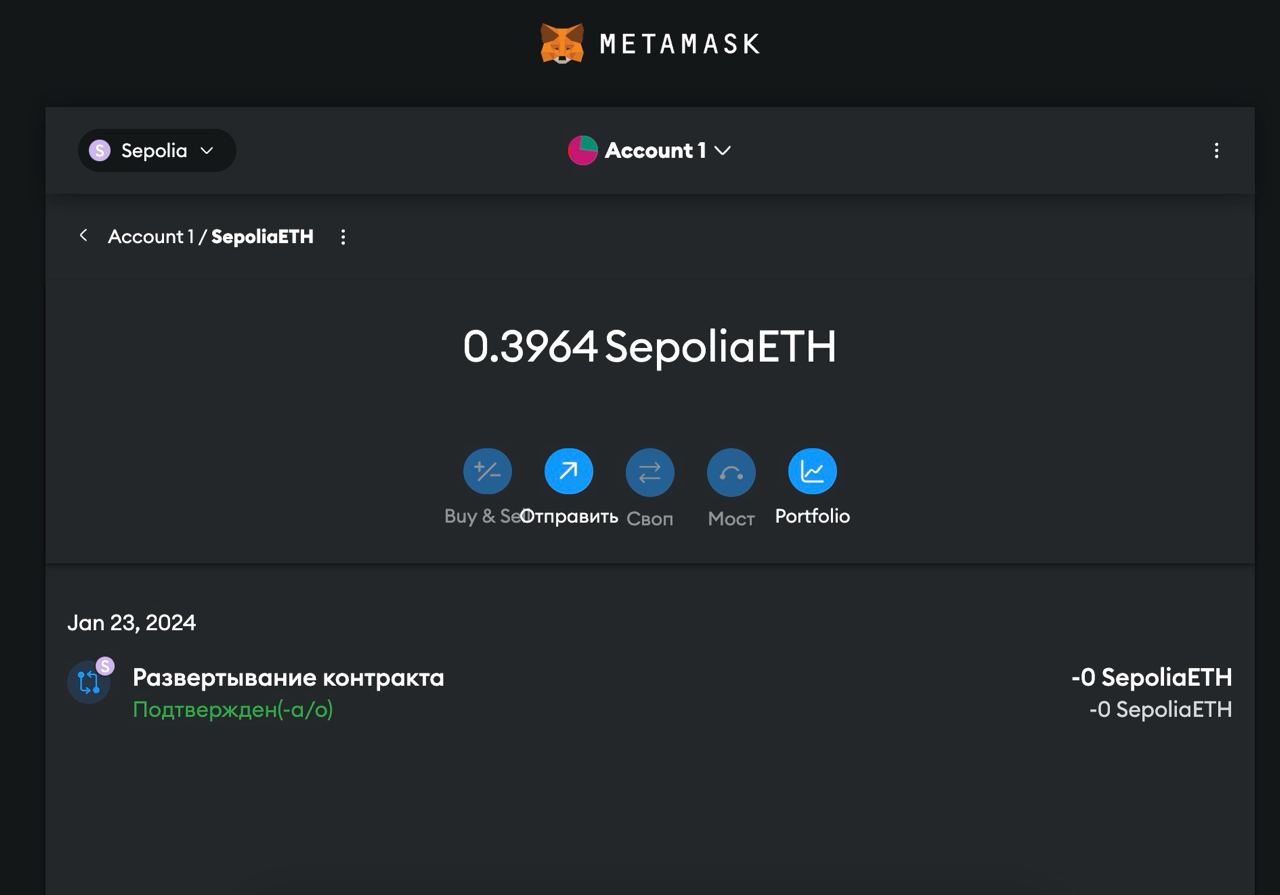 METAMASK
S Sepolia
Account 1
Account 1 / SepoliaETH
0.3964 SepoliaETH
Buy & Sell
Отправить
Своп
Мост
Portfolio
Jan 23, 2024
S
Развертывание контракта
-0 SepoliaETH
Подтвержден(-а/о)
-0 SepoliaETH